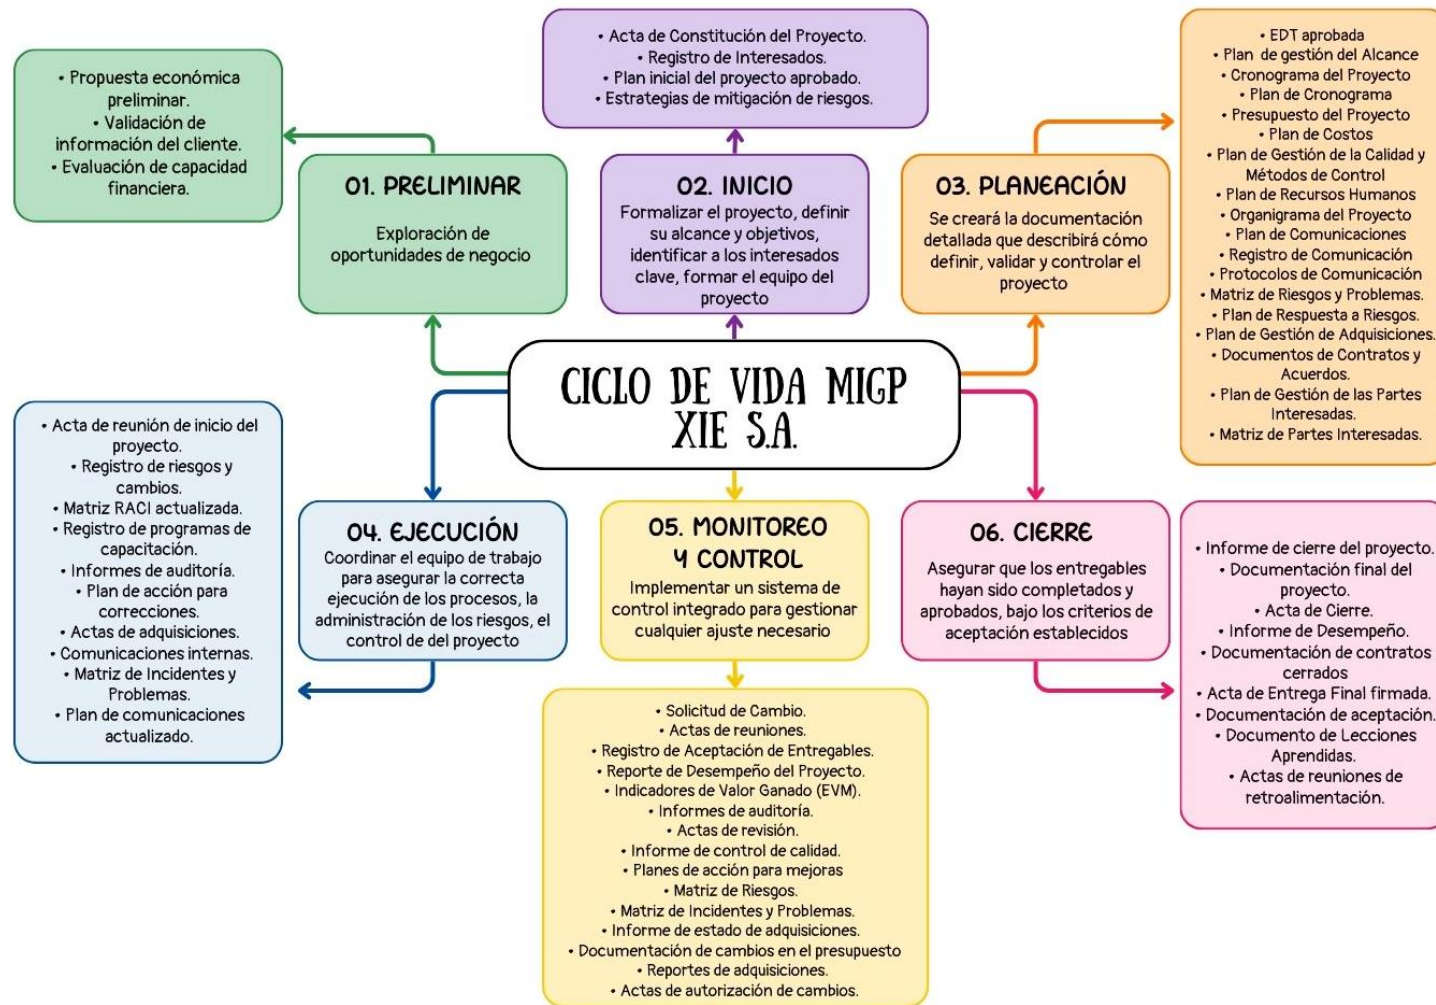 • Propuesta económica
preliminar.
• Validación de
información del cliente.
• Evaluación de capacidad
financiera.
• Acta de Constitución del Proyecto.
• Registro de Interesados.
• Plan inicial del proyecto aprobado.
• Estrategias de mitigación de riesgos.
• EDT aprobada
• Plan de gestión del Alcance
• Cronograma del Proyecto
• Plan de Cronograma
• Presupuesto del Proyecto
• Plan de Costos
• Plan de Gestión de la Calidad y
Métodos de Control
• Plan de Recursos Humanos
• Organigrama del Proyecto
• Plan de Comunicaciones
• Registro de Comunicación
• Protocolos de Comunicación
• Matriz de Riesgos y Problemas.
• Plan de Respuesta a Riesgos.
• Plan de Gestión de Adquisiciones.
• Documentos de Contratos y
Acuerdos.
• Plan de Gestión de las Partes
Interesadas.
• Matriz de Partes Interesadas.
01. PRELIMINAR
Exploración de
oportunidades de negocio
02. INICIO
Formalizar el proyecto, definir
su alcance y objetivos,
identificar a los interesados
clave, formar el equipo del
proyecto
03. PLANEACIÓN
Se creará la documentación
detallada que describirá cómo
definir, validar y controlar el
proyecto
CICLO DE VIDA MIGP
XIE S.A.
• Acta de reunión de inicio del
proyecto.
• Registro de riesgos y
cambios.
• Matriz RACI actualizada.
• Registro de programas de
capacitación.
• Informes de auditoría.
• Plan de acción para
correcciones.
• Actas de adquisiciones.
• Comunicaciones internas.
• Matriz de Incidentes y
Problemas.
• Plan de comunicaciones
actualizado.
04. EJECUCIÓN
Coordinar el equipo de trabajo
para asegurar la correcta
ejecución de los procesos, la
administración de los riesgos, el
control de del proyecto
05. MONITOREO
Y CONTROL
Implementar un sistema de
control integrado para gestionar
cualquier ajuste necesario
06. CIERRE
Asegurar que los entregables
hayan sido completados y
aprobados, bajo los criterios de
aceptación establecidos
• Informe de cierre del proyecto.
• Documentación final del
proyecto.
• Acta de Cierre.
• Informe de Desempeño.
• Documentación de contratos
cerrados
• Acta de Entrega Final firmada.
• Documentación de aceptación.
• Documento de Lecciones
Aprendidas.
• Actas de reuniones de
retroalimentación.
• Solicitud de Cambio.
• Actas de reuniones.
• Registro de Aceptación de Entregables.
• Reporte de Desempeño del Proyecto.
• Indicadores de Valor Ganado (EVM).
• Informes de auditoría.
• Actas de revisión.
• Informe de control de calidad.
• Planes de acción para mejoras
• Matriz de Riesgos.
• Matriz de Incidentes y Problemas.
• Informe de estado de adquisiciones.
• Documentación de cambios en el presupuesto
• Reportes de adquisiciones.
• Actas de autorización de cambios.